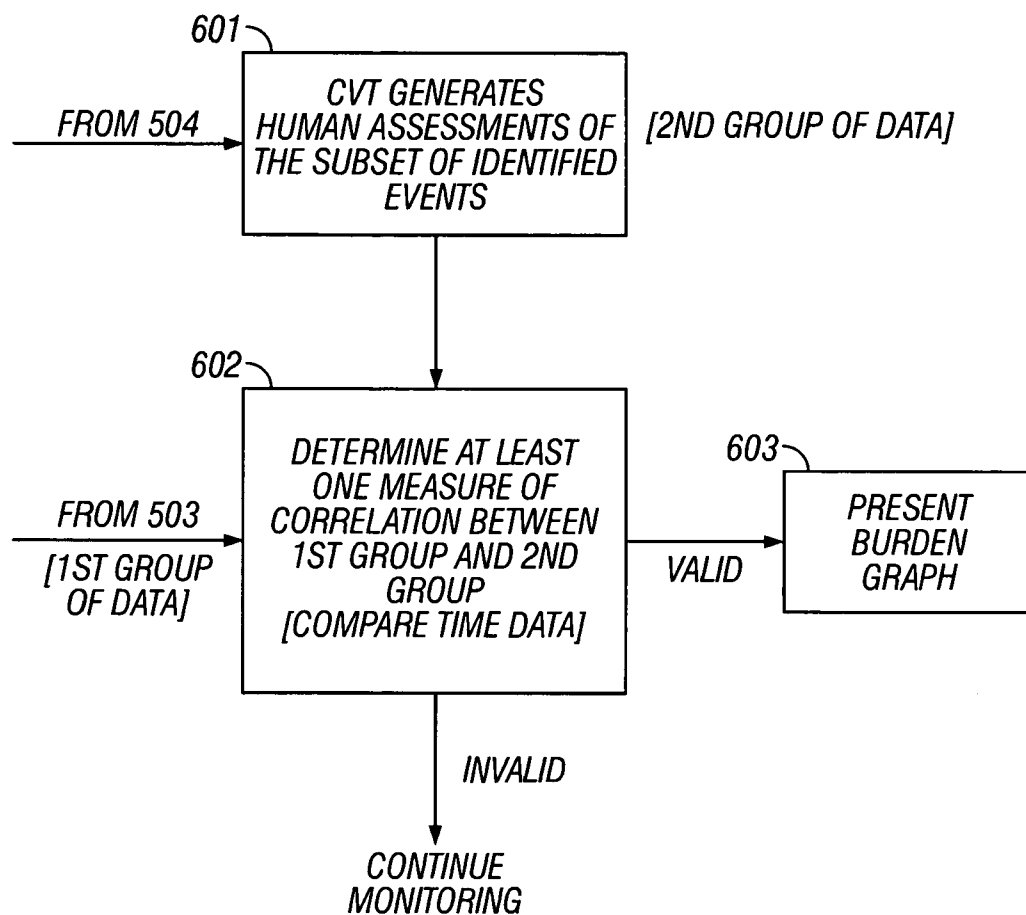 601
CVT GENERATES
HUMAN ASSESSMENTS OF
THE SUBSET OF IDENTIFIED
EVENTS
FROM 504
[2ND GROUP OF DATA]
602
DETERMINE AT LEAST
ONE MEASURE OF
CORRELATION BETWEEN
1ST GROUP AND 2ND
GROUP
[COMPARE TIME DATA]
FROM 503
[1ST GROUP
OF DATA]
VALID
603
PRESENT
BURDEN
GRAPH
INVALID
CONTINUE
MONITORING